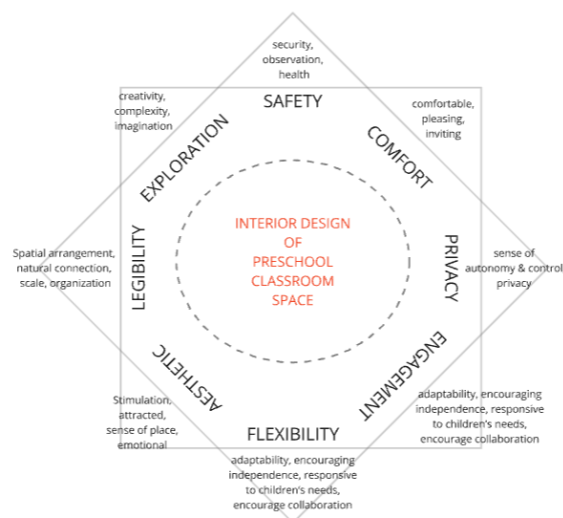 security,
observation,
health
SAFETY
creativity,
complexity,
imagination
EXPLORATION
comfortable,
pleasing,
inviting
COMFORT
INTERIOR DESIGN
OF
PRESCHOOL
CLASSROOM
SPACE
Spatial arrangement,
natural connection,
scale, organization
LEGIBILITY
PRIVACY
sense of
autonomy & control
privacy
AESTHETIC
Stimulation,
attracted,
sense of place,
emotional
ENGAGEMENT
adaptability, encouraging
independence, responsive
to children's needs,
encourage collaboration
FLEXIBILITY
adaptability, encouraging
independence, responsive
to children's needs,
encourage collaboration